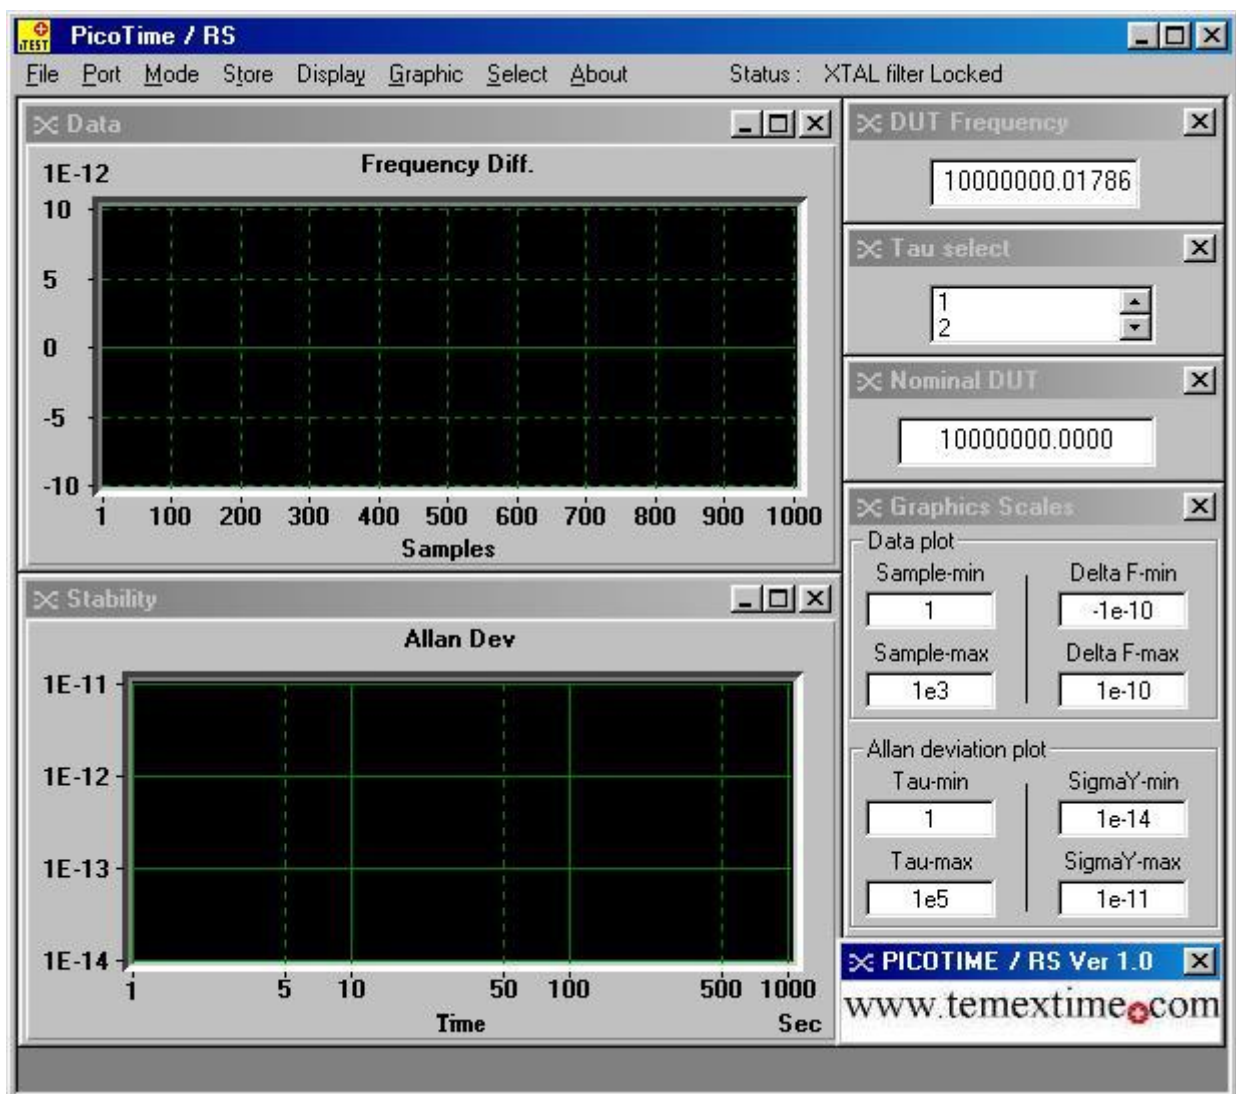 PicoTime / RS
File Port Mode Store Display Graphic Select About Status : XTAL filter Locked
Data
Frequency Diff.
1E-12
10
5
0
-5
-10
1 100 200 300 400 500 600 700 800 900 1000
Samples
Stability
Allan Dev
1E-11
1E-12
1E-13
1E-14
1 5 10 50 100 500 1000
Time Sec
DUT Frequency
10000000.01786
Tau select
1
2
Nominal DUT
10000000.0000
Graphics Scales
Data plot
Sample-min Delta F-min
1 -1e-10
Sample-max Delta F-max
1e3 1e-10
Allan deviation plot
Tau-min SigmaY-min
1 1e-14
Tau-max SigmaY-max
1e5 1e-11
PICOTIME / RS Ver 1.0
www.temextime.com
iTEST